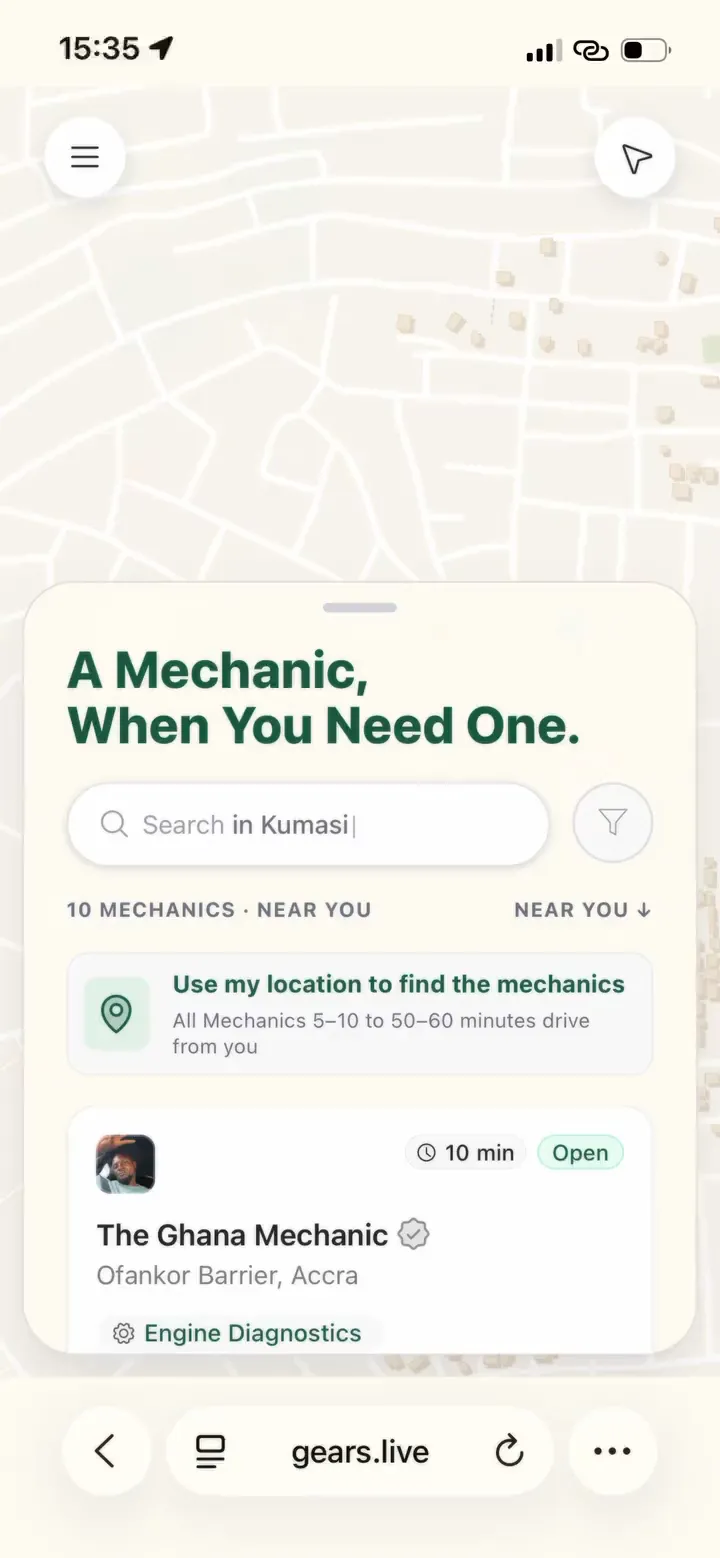 15:35
A Mechanic,
When You Need One.
Search in Kumasi
10 MECHANICS · NEAR YOU
NEAR YOU ↓
Use my location to find the mechanics
All Mechanics 5–10 to 50–60 minutes drive
from you
10 min
Open
The Ghana Mechanic
Ofankor Barrier, Accra
Engine Diagnostics
gears.live